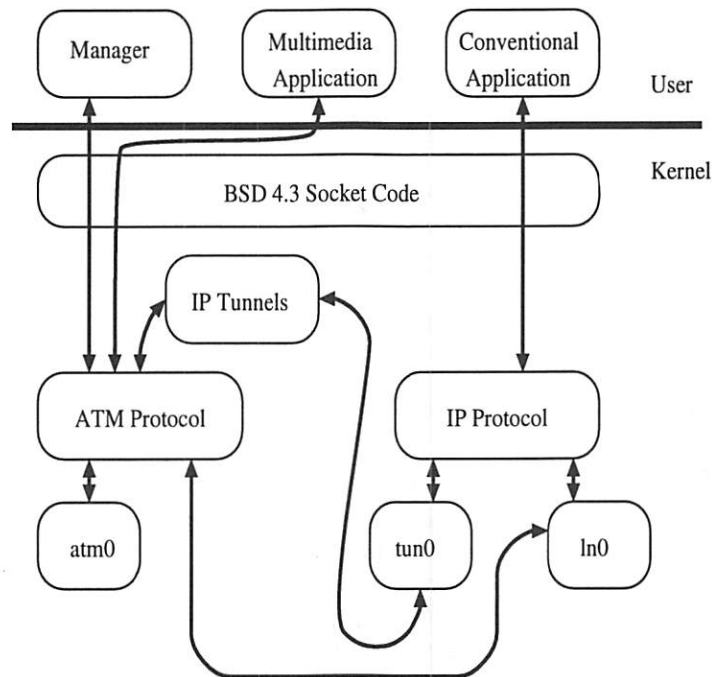 Manager
Multimedia
Application
Conventional
Application
User
Kernel
BSD 4.3 Socket Code
IP Tunnels
ATM Protocol
IP Protocol
atm0
tun0
ln0